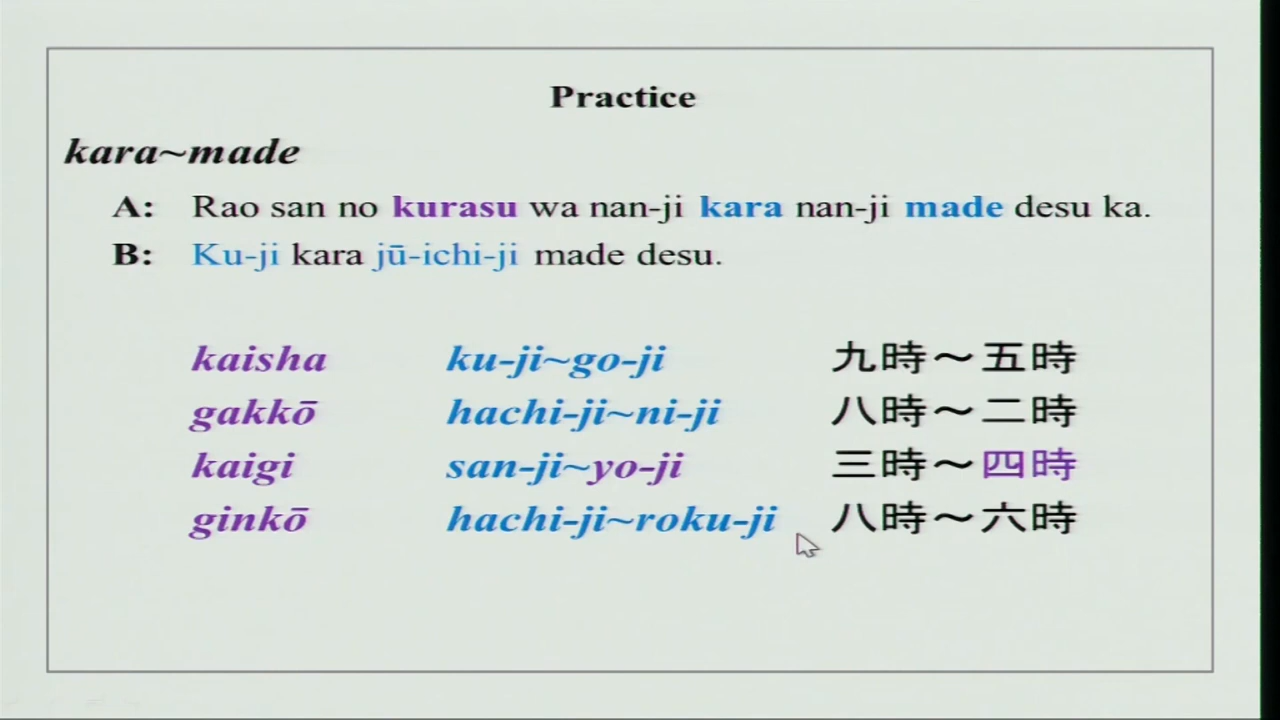 Practice
kara~made
A: Rao san no kurasu wa nan-ji kara nan-ji made desu ka.
B: Ku-ji kara jū-ichi-ji made desu.
kaisha ku-ji~go-ji 九時～五時
gakkō hachi-ji~ni-ji 八時～二時
kaigi san-ji~yo-ji 三時～四時
ginkō hachi-ji~roku-ji 八時～六時